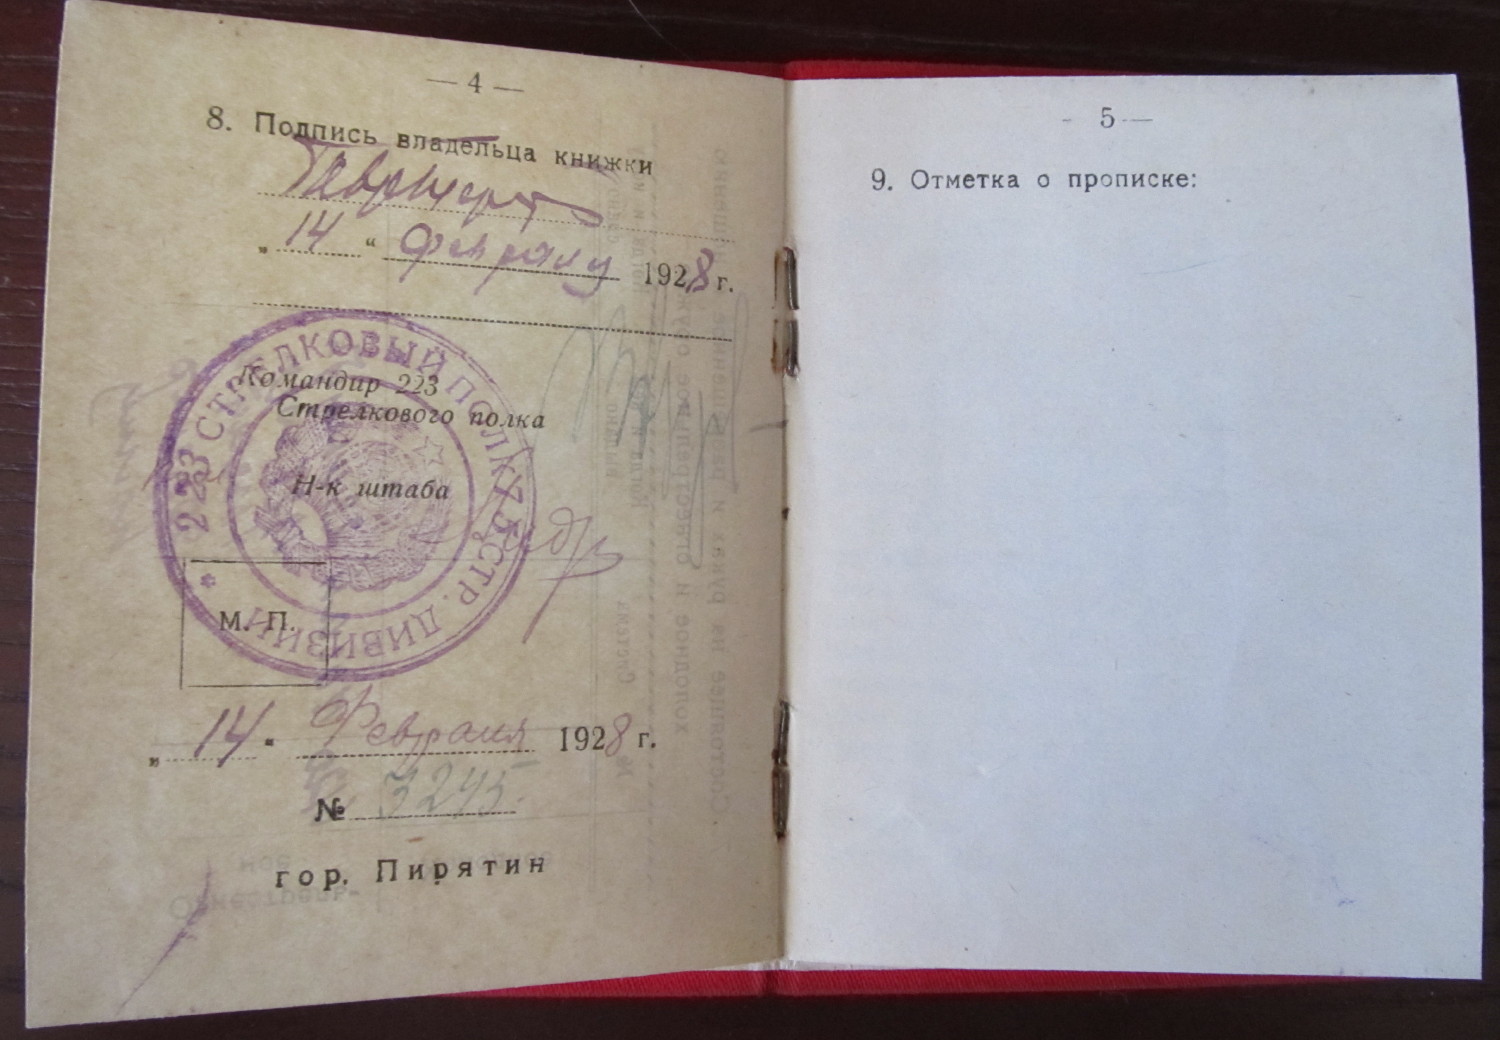 — 4 —
8. Подпись владельца книжки
„ 14 “ февраля 1928 г.
223 СТРЕЛКОВЫЙ ПОЛК 75 СТР. ДИВИЗИИ *
Командир 223
Стрелкового полка
Н-к штаба
М. П.
„ 14 “ Февраля 1928 г.
№ 3245
гор. Пирятин
- 5 —
9. Отметка о прописке: